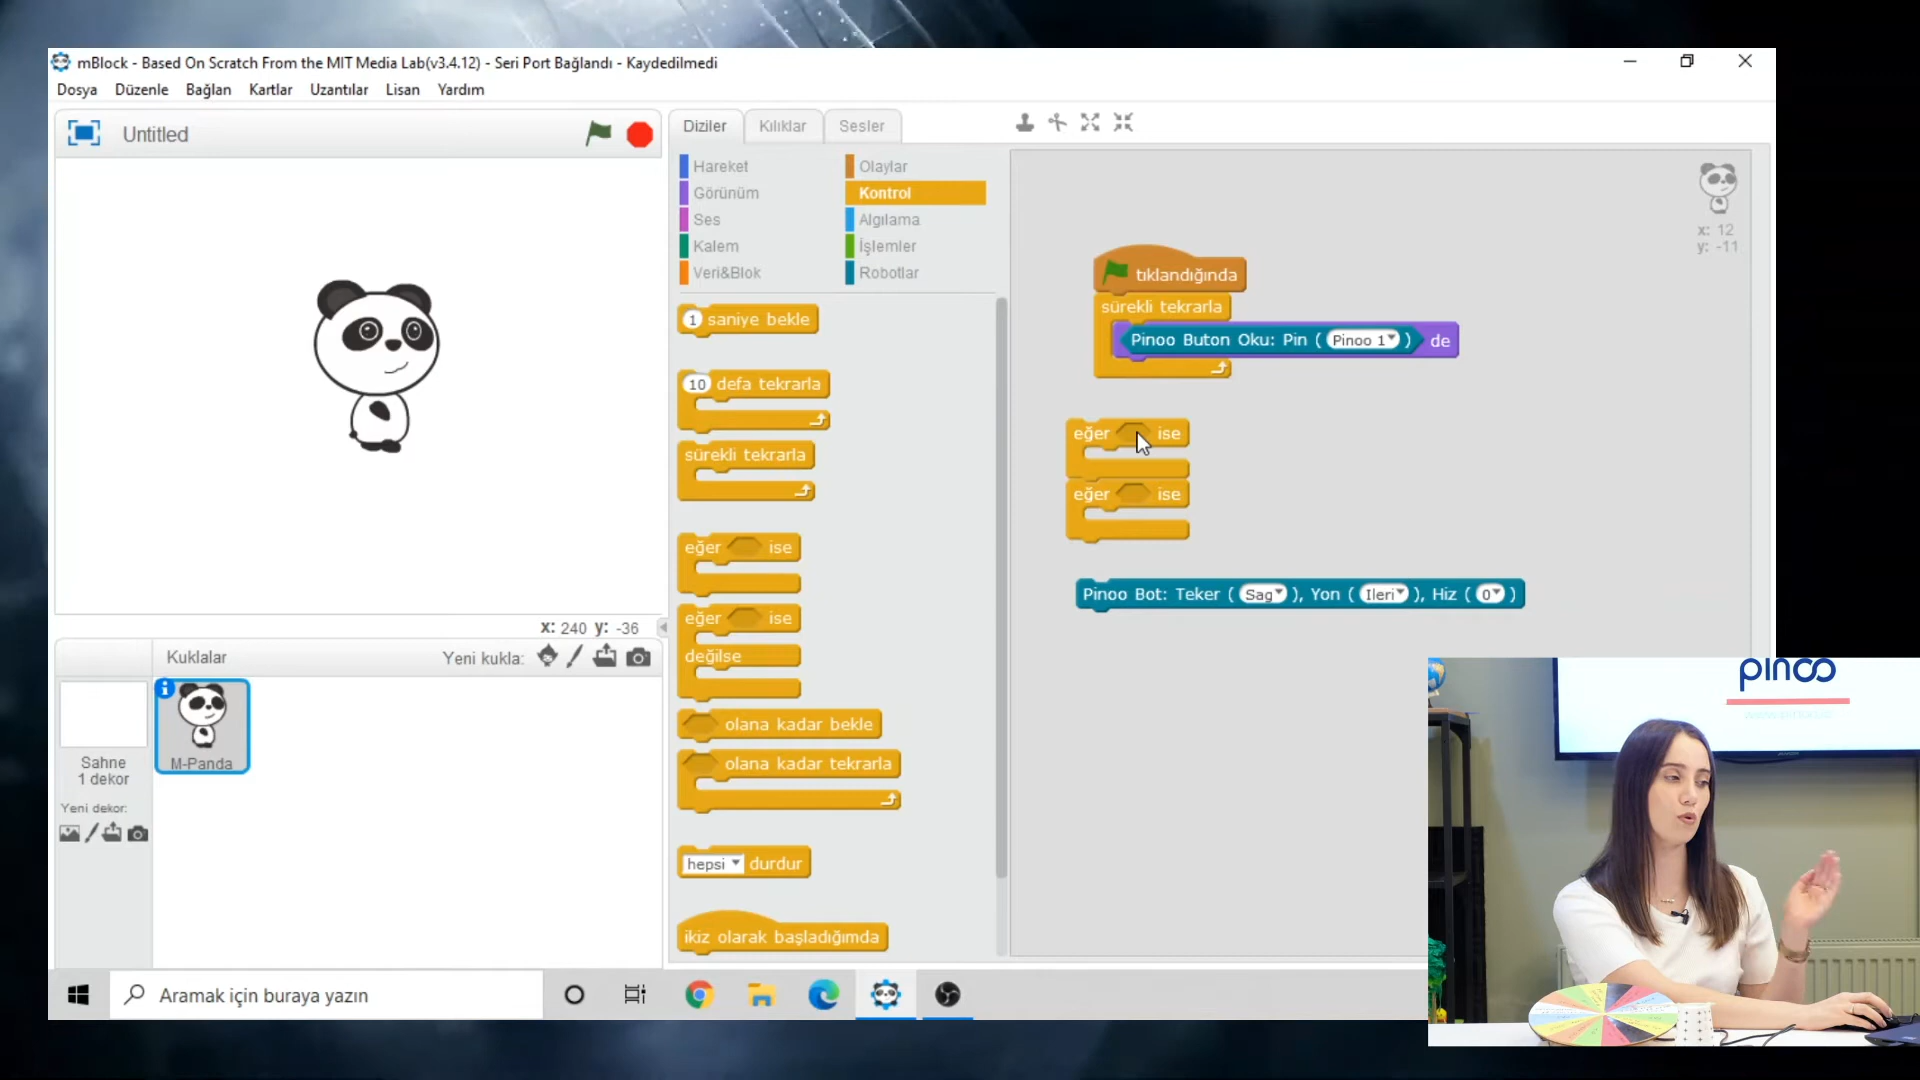 mBlock - Based On Scratch From the MIT Media Lab(v3.4.12) - Seri Port Bağlandı - Kaydedilmedi
Dosya Düzenle Bağlan Kartlar Uzantılar Lisan Yardım
Untitled
x: 240 y: -36
Kuklalar
Yeni kukla:
M-Panda
Sahne
1 dekor
Yeni dekor:
Diziler Kılıklar Sesler
Hareket Olaylar
Görünüm Kontrol
Ses Algılama
Kalem İşlemler
Veri&Blok Robotlar
1 saniye bekle
10 defa tekrarla
sürekli tekrarla
eğer ise
eğer ise
değilse
olana kadar bekle
olana kadar tekrarla
hepsi durdur
ikiz olarak başladığımda
x: 12
y: -11
tıklandığında
sürekli tekrarla
Pinoo Buton Oku: Pin ( Pinoo 1 ) de
eğer ise
eğer ise
Pinoo Bot: Teker ( Sag ), Yon ( Ileri ), Hiz ( 0 )
pinoo
Aramak için buraya yazın